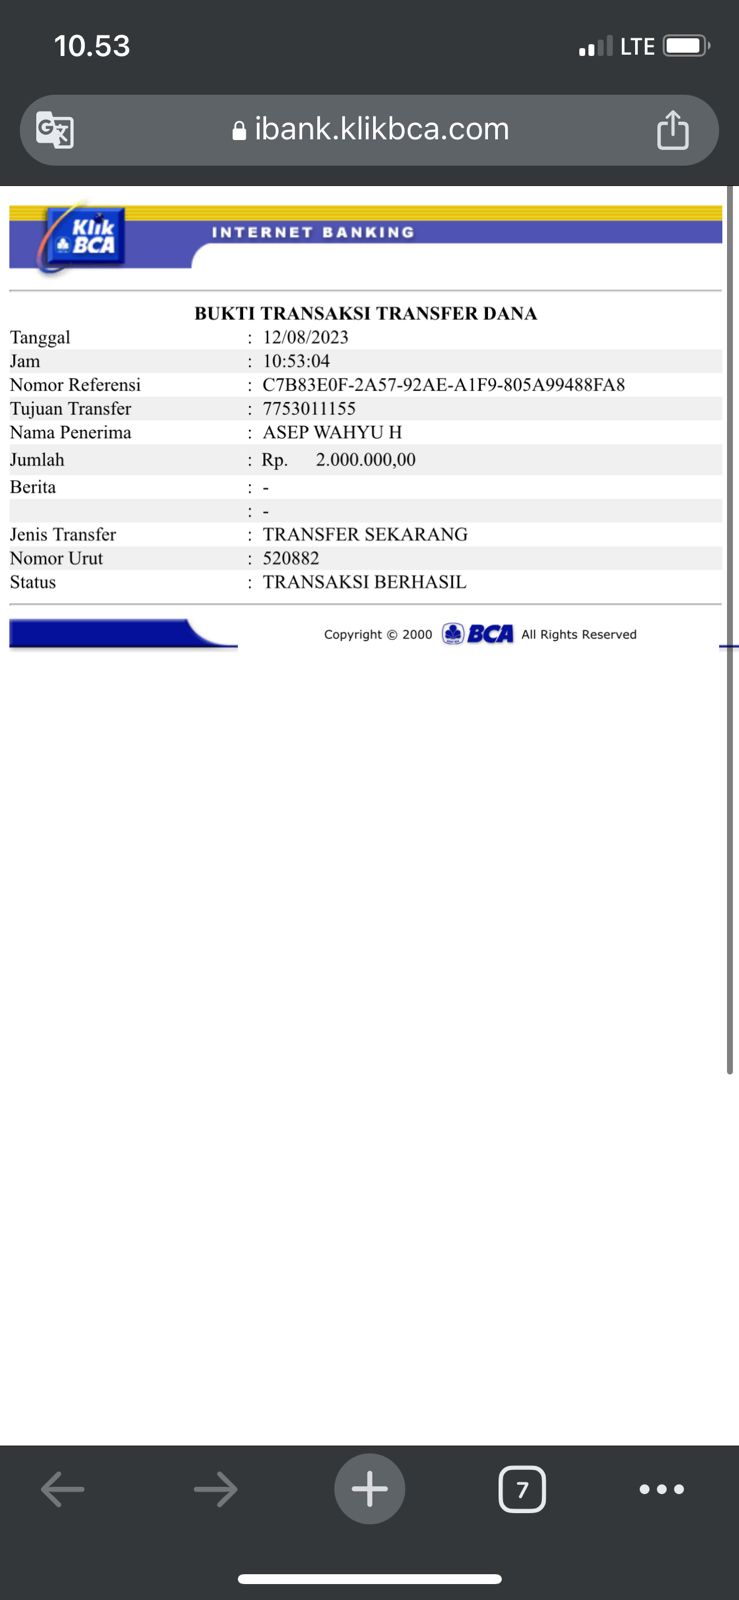 10.53
LTE
ibank.klikbca.com
Klik
BCA
INTERNET BANKING
BUKTI TRANSAKSI TRANSFER DANA
Tanggal : 12/08/2023
Jam : 10:53:04
Nomor Referensi : C7B83E0F-2A57-92AE-A1F9-805A99488FA8
Tujuan Transfer : 7753011155
Nama Penerima : ASEP WAHYU H
Jumlah : Rp. 2.000.000,00
Berita : -
: -
Jenis Transfer : TRANSFER SEKARANG
Nomor Urut : 520882
Status : TRANSAKSI BERHASIL
Copyright © 2000 BCA All Rights Reserved
7